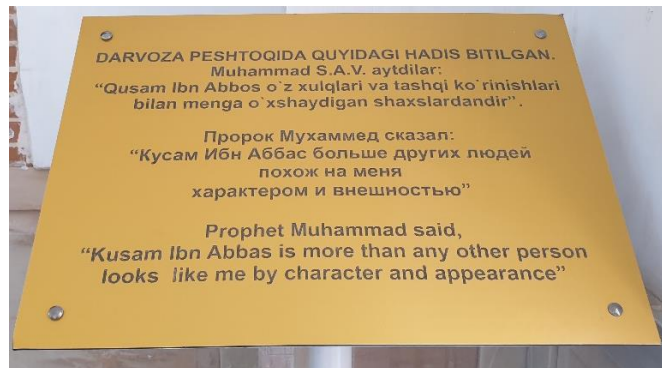 DARVOZA PESHTOQIDA QUYIDAGI HADIS BITILGAN.
Muhammad S.A.V. aytdilar:
“Qusam Ibn Abbos o`z xulqlari va tashqi ko`rinishlari
bilan menga o`xshaydigan shaxslardandir”.
Пророк Мухаммед сказал:
“Кусам Ибн Аббас больше других людей
похож на меня
характером и внешностью”
Prophet Muhammad said,
“Kusam Ibn Abbas is more than any other person
looks like me by character and appearance”